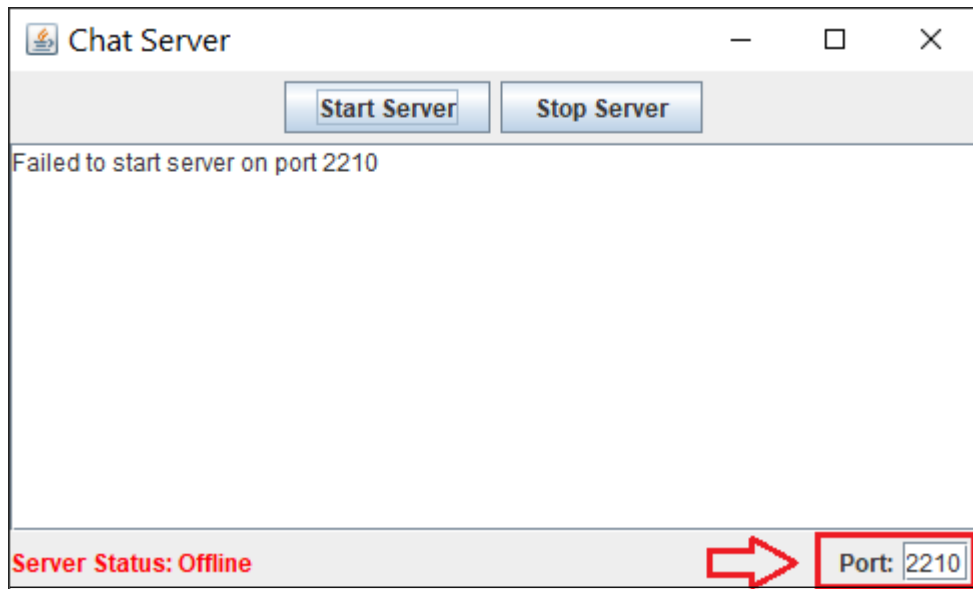 Chat Server
Start Server Stop Server
Failed to start server on port 2210
Server Status: Offline Port: 2210